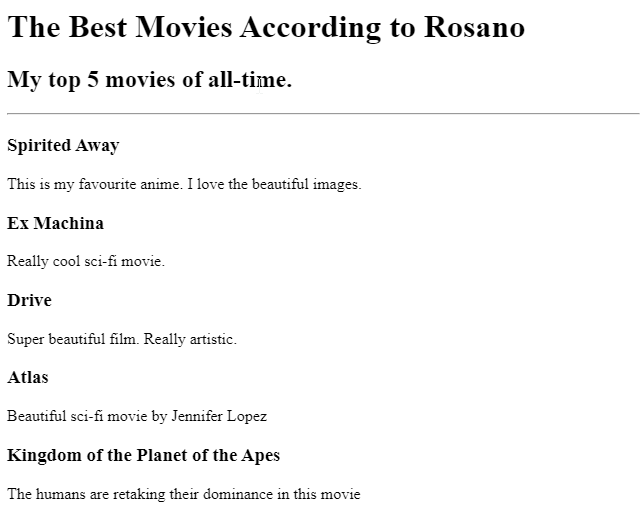 The Best Movies According to Rosano
My top 5 movies of all-time.
Spirited Away
This is my favourite anime. I love the beautiful images.
Ex Machina
Really cool sci-fi movie.
Drive
Super beautiful film. Really artistic.
Atlas
Beautiful sci-fi movie by Jennifer Lopez
Kingdom of the Planet of the Apes
The humans are retaking their dominance in this movie